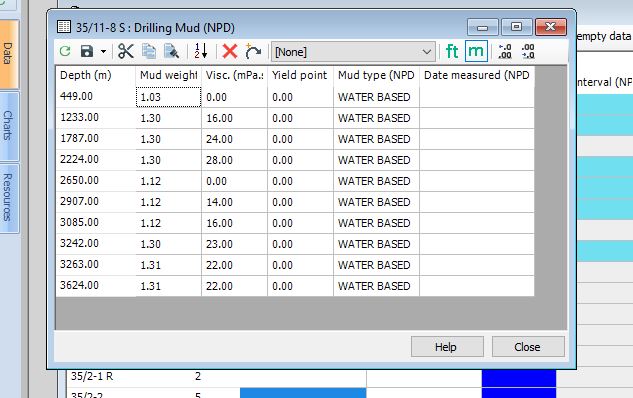 35/11-8 S : Drilling Mud (NPD)
[None] ft m .00 .00
empty data
Depth (m) Mud weight Visc. (mPa.s Yield point Mud type (NPD Date measured (NPD
nterval (NP
449.00 1.03 0.00 0.00 WATER BASED
1233.00 1.30 16.00 0.00 WATER BASED
1787.00 1.30 24.00 0.00 WATER BASED
2224.00 1.30 28.00 0.00 WATER BASED
2650.00 1.12 0.00 0.00 WATER BASED
2907.00 1.12 14.00 0.00 WATER BASED
3085.00 1.12 16.00 0.00 WATER BASED
3242.00 1.30 23.00 0.00 WATER BASED
3263.00 1.31 22.00 0.00 WATER BASED
3624.00 1.31 22.00 0.00 WATER BASED
Help Close
35/2-1 R 2
35/2-2 5
Data
Charts
Resources